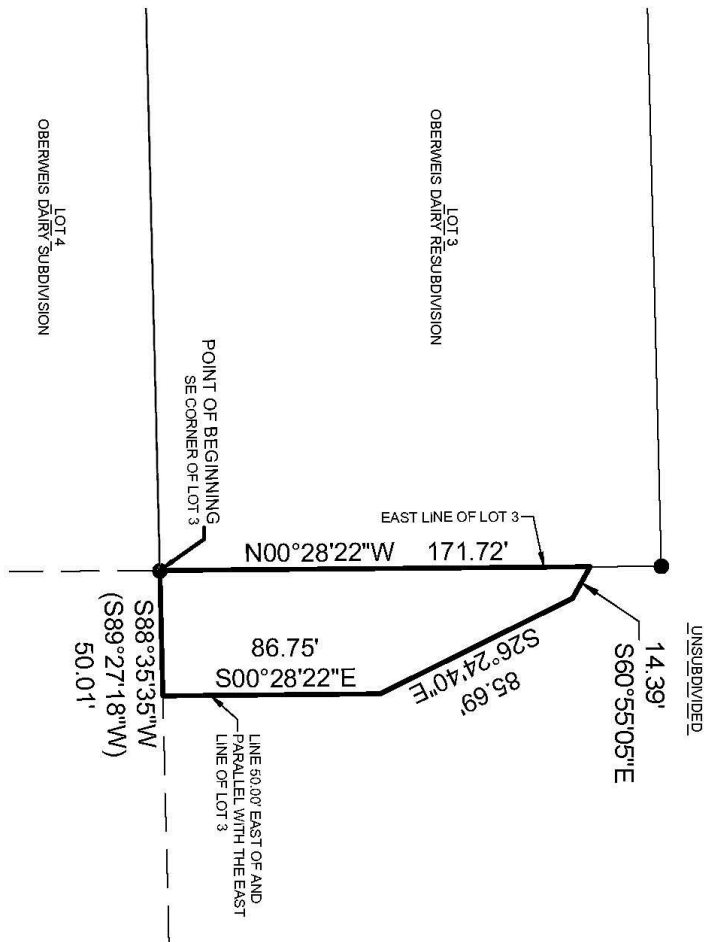 UNSUBDIVIDED
14.39'
S60°55'05"E
LOT 3
OBERWEIS DAIRY RESUBDIVISION
EAST LINE OF LOT 3
N00°28'22"W 171.72'
S26°24'40"E
85.69'
86.75'
S00°28'22"E
LINE 50.00' EAST OF AND
PARALLEL WITH THE EAST
LINE OF LOT 3
POINT OF BEGINNING
SE CORNER OF LOT 3
S88°35'35"W
(S89°27'18"W)
50.01'
LOT 4
OBERWEIS DAIRY SUBDIVISION